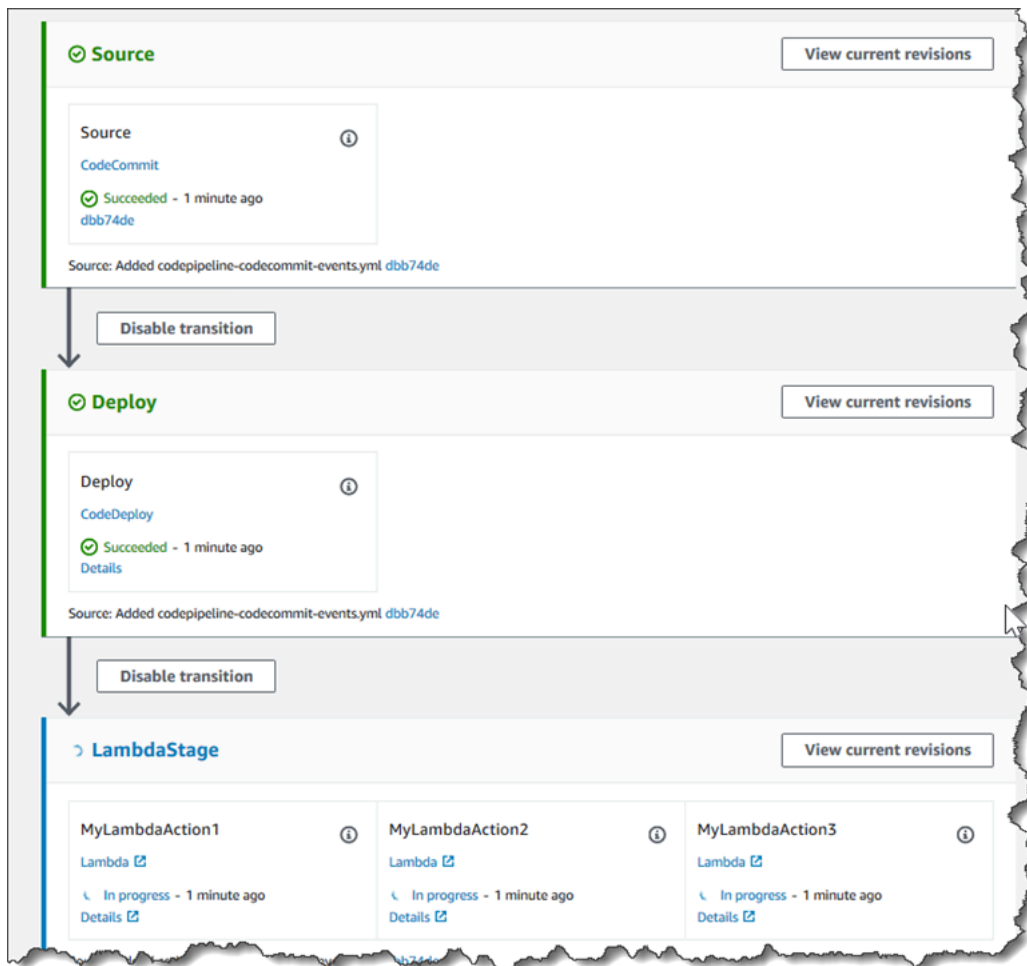 Source
View current revisions
Source
CodeCommit
Succeeded - 1 minute ago
dbb74de
Source: Added codepipeline-codecommit-events.yml dbb74de
Disable transition
Deploy
View current revisions
Deploy
CodeDeploy
Succeeded - 1 minute ago
Details
Source: Added codepipeline-codecommit-events.yml dbb74de
Disable transition
LambdaStage
View current revisions
MyLambdaAction1
Lambda
In progress - 1 minute ago
Details
MyLambdaAction2
Lambda
In progress - 1 minute ago
Details
MyLambdaAction3
Lambda
In progress - 1 minute ago
Details